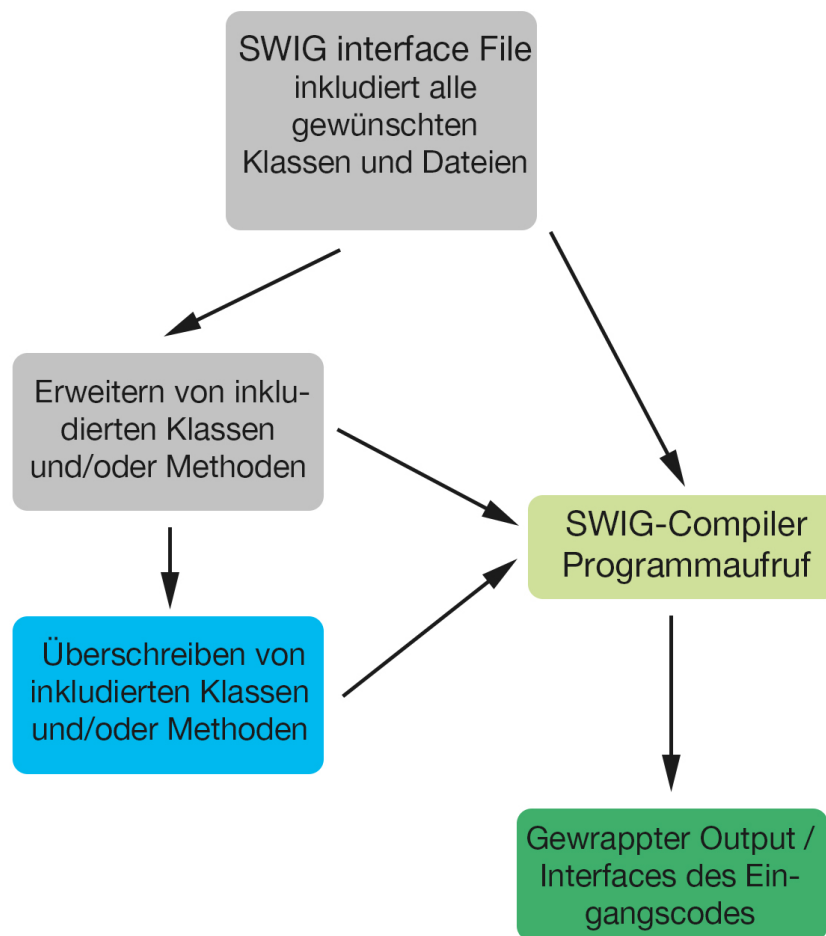 SWIG interface File
inkludiert alle
gewünschten
Klassen und Dateien
Erweitern von inklu-
dierten Klassen
und/oder Methoden
SWIG-Compiler
Programmaufruf
Überschreiben von
inkludierten Klassen
und/oder Methoden
Gewrappter Output /
Interfaces des Ein-
gangscodes